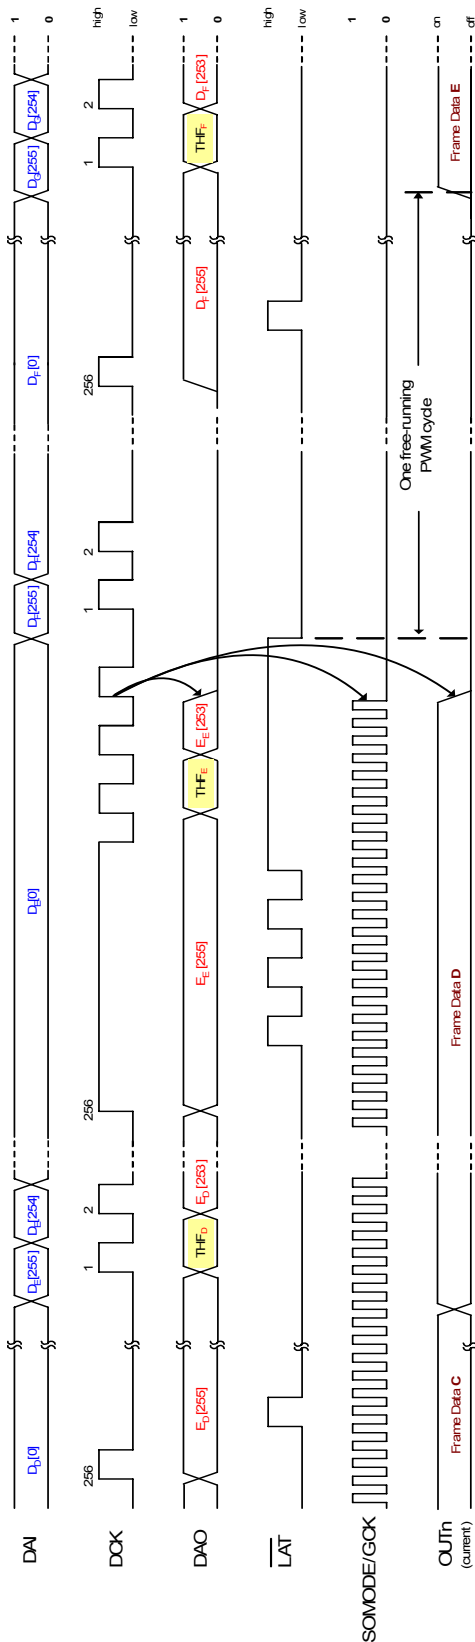 DAI
D_D[0]
D_E[255]
D_E[254]
D_E[0]
D_F[255]
D_F[254]
D_F[0]
D_G[255]
D_G[254]
1
0
DCK
256
1
2
256
1
2
256
1
2
high
low
DAO
E_D [255]
THF_D
E_D [253]
E_E [255]
THF_E
E_E [253]
D_F [255]
THF_F
D_F [253]
1
0
LAT
high
low
SOMODE/GCK
1
0
OUTn
(current)
Frame Data C
Frame Data D
One free-running
PWM cycle
Frame Data E
on
off